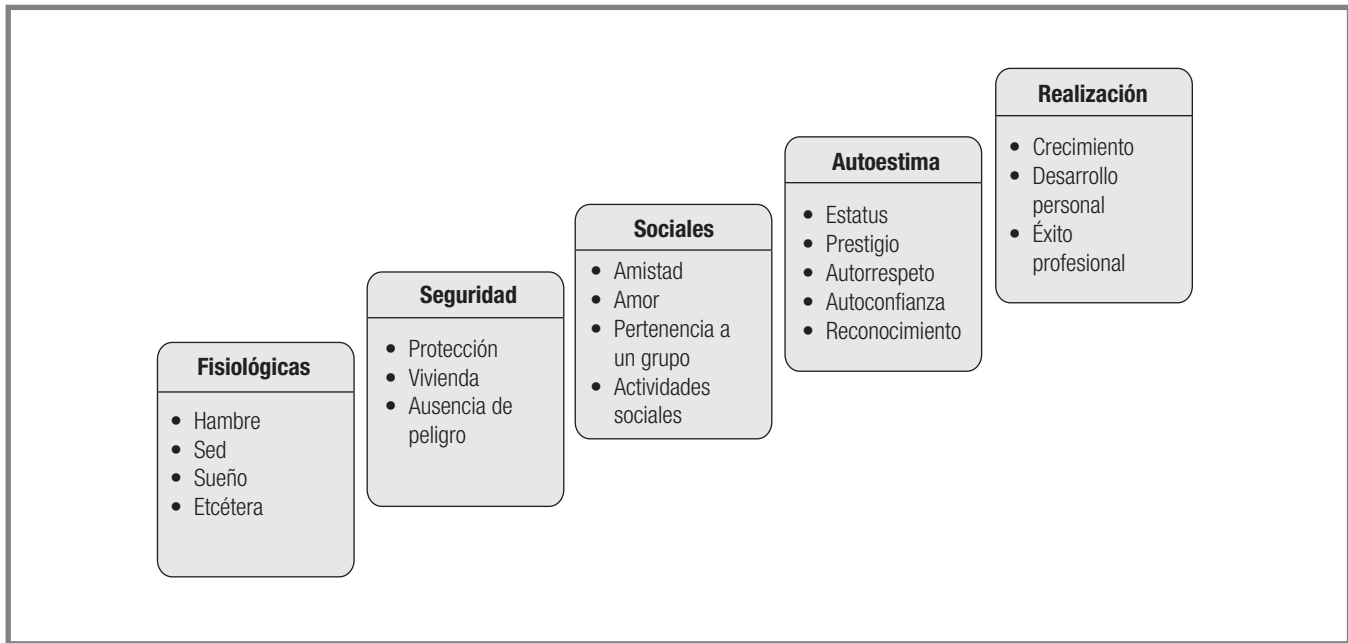 Fisiológicas
• Hambre
• Sed
• Sueño
• Etcétera
Seguridad
• Protección
• Vivienda
• Ausencia de
peligro
Sociales
• Amistad
• Amor
• Pertenencia a
un grupo
• Actividades
sociales
Autoestima
• Estatus
• Prestigio
• Autorrespeto
• Autoconfianza
• Reconocimiento
Realización
• Crecimiento
• Desarrollo
personal
• Éxito
profesional